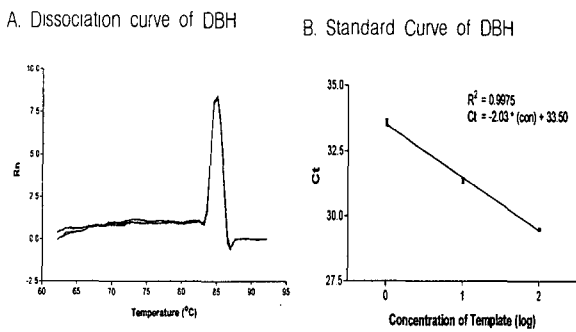 A. Dissociation curve of DBH
B. Standard Curve of DBH
10.0
7.5
5.0
2.5
0.0
-2.5
Rn
60 65 70 75 80 85 90 95
Temperature (⁰C)
35.0
32.5
30.0
27.5
Ct
R² = 0.9975
Ct = -2.03 * (con) + 33.50
0 1 2
Concentration of Template (log)